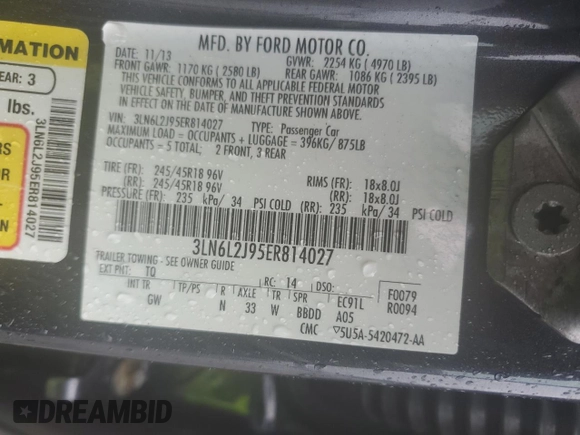 MATION
EAR: 3
lbs.
RS
OR
ING
3LN6L2J95ER814027
MFD. BY FORD MOTOR CO.
DATE: 11/13 GVWR: 2254 KG ( 4970 LB)
FRONT GAWR: 1170 KG ( 2580 LB) REAR GAWR: 1086 KG ( 2395 LB)
THIS VEHICLE CONFORMS TO ALL APPLICABLE FEDERAL MOTOR
VEHICLE SAFETY, BUMPER, AND THEFT PREVENTION STANDARDS
IN EFFECT ON THE DATE OF MANUFACTURE SHOWN ABOVE.
VIN: 3LN6L2J95ER814027 TYPE: Passenger Car
MAXIMUM LOAD = OCCUPANTS + LUGGAGE = 396KG/ 875LB
OCCUPANTS = 5 TOTAL; 2 FRONT, 3 REAR
TIRE (FR): 245/45R18 96V RIMS (FR): 18x8.0J
(RR): 245/45R18 96V (RR): 18x8.0J
PRESSURE (FR): 235 kPa/ 34 PSI COLD (RR): 235 kPa/ 34 PSI COLD
3LN6L2J95ER814027
TRAILER TOWING - SEE OWNER GUIDE
EXT PNT: TQ RC: 14 DSO: F0079
INT TR TP/PS R AXLE TR SPR EC91L R0094
GW N 33 W BBDD A05
CMC ▽5U5A-5420472-AA
DREAMBID